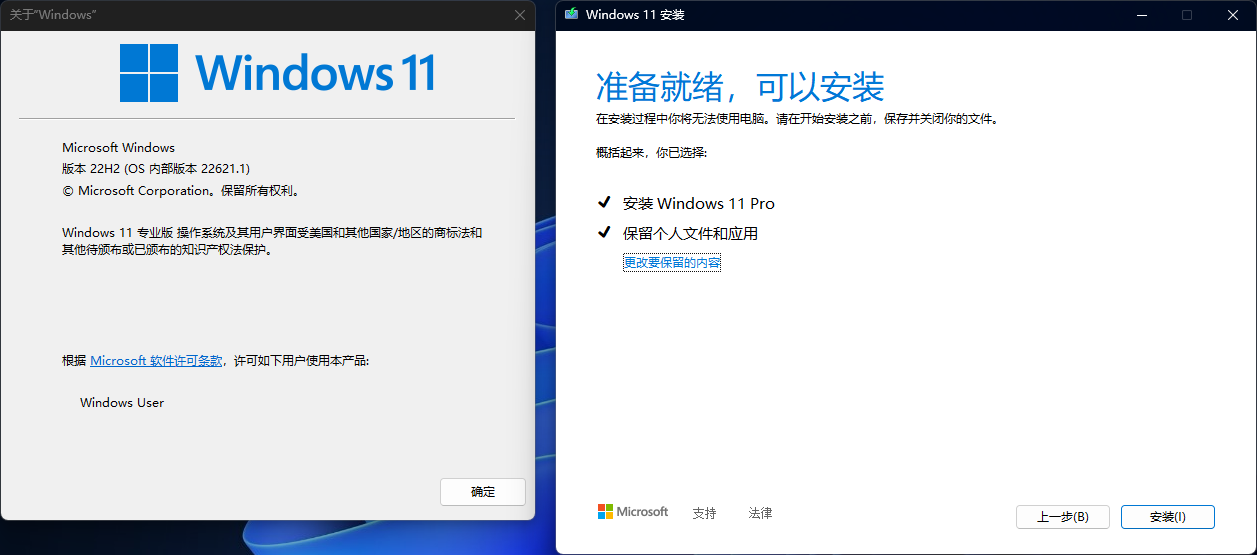 关于"Windows"
Windows 11
Microsoft Windows
版本 22H2 (OS 内部版本 22621.1)
© Microsoft Corporation。保留所有权利。
Windows 11 专业版 操作系统及其用户界面受美国和其他国家/地区的商标法和
其他待颁布或已颁布的知识产权法保护。
根据 Microsoft 软件许可条款，许可如下用户使用本产品:
Windows User
确定
Windows 11 安装
准备就绪，可以安装
在安装过程中你将无法使用电脑。请在开始安装之前，保存并关闭你的文件。
概括起来，你已选择:
安装 Windows 11 Pro
保留个人文件和应用
更改要保留的内容
Microsoft 支持 法律
上一步(B) 安装(I)